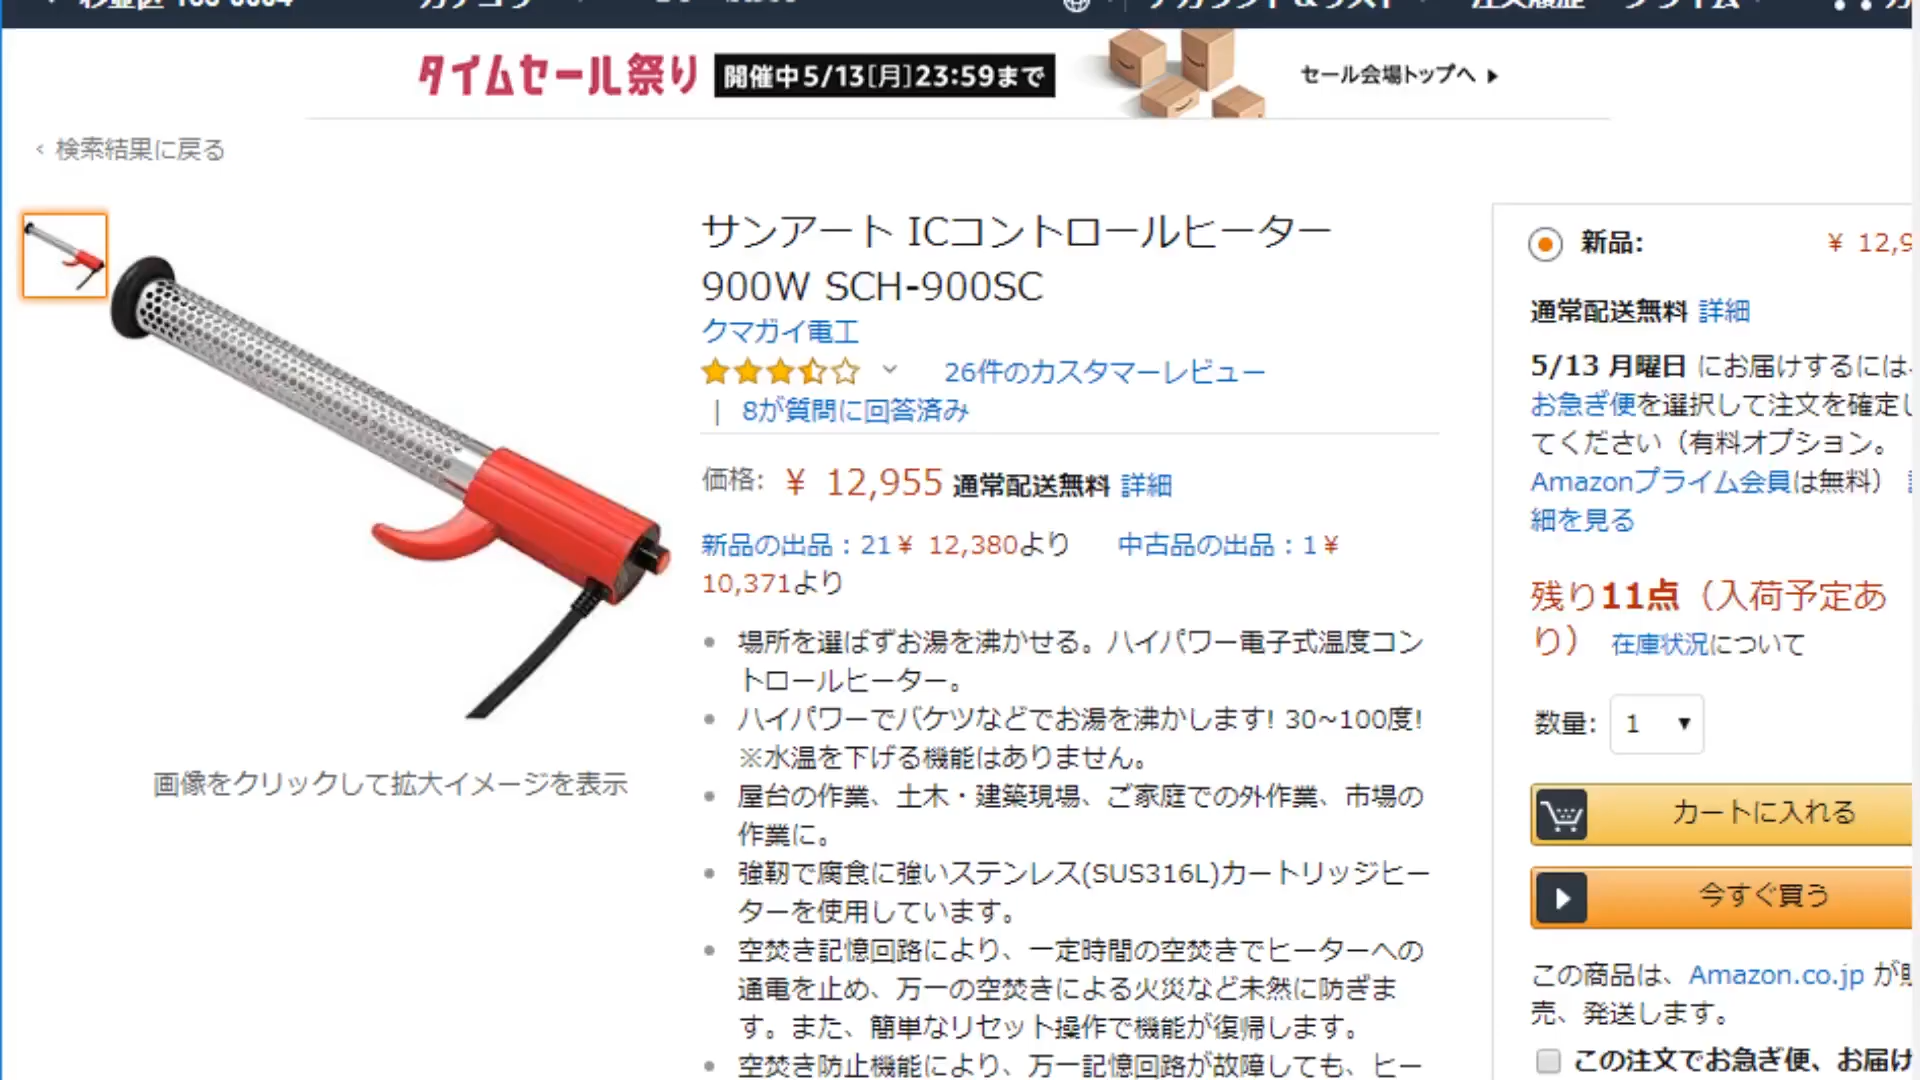 アカウント&リスト 注文履歴 プライム
タイムセール祭り 開催中5/13[月]23:59まで セール会場トップへ
‹ 検索結果に戻る
サンアート ICコントロールヒーター
900W SCH-900SC
クマガイ電工
26件のカスタマーレビュー
| 8が質問に回答済み
価格: ¥ 12,955 通常配送無料 詳細
新品の出品:21¥ 12,380より 中古品の出品:1¥
10,371より
• 場所を選ばずお湯を沸かせる。ハイパワー電子式温度コン
トロールヒーター。
• ハイパワーでバケツなどでお湯を沸かします! 30~100度!
※水温を下げる機能はありません。
• 屋台の作業、土木・建築現場、ご家庭での外作業、市場の
作業に。
• 強靭で腐食に強いステンレス(SUS316L)カートリッジヒー
ターを使用しています。
• 空焚き記憶回路により、一定時間の空焚きでヒーターへの
通電を止め、万一の空焚きによる火災など未然に防ぎま
す。また、簡単なリセット操作で機能が復帰します。
• 空焚き防止機能により、万一記憶回路が故障しても、ヒー
画像をクリックして拡大イメージを表示
新品: ¥ 12,9
通常配送無料 詳細
5/13 月曜日 にお届けするには、
お急ぎ便を選択して注文を確定し
てください(有料オプション。
Amazonプライム会員は無料)
細を見る
残り11点(入荷予定あ
り) 在庫状況について
数量: 1
カートに入れる
今すぐ買う
この商品は、Amazon.co.jp が販
売、発送します。
この注文でお急ぎ便、お届け